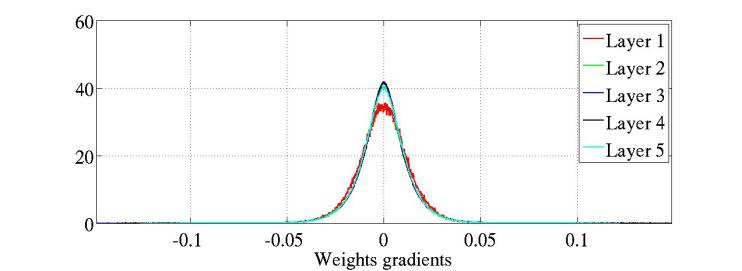 60
40
20
0
-0.1
-0.05
0
0.05
0.1
Weights gradients
Layer 1
Layer 2
Layer 3
Layer 4
Layer 5